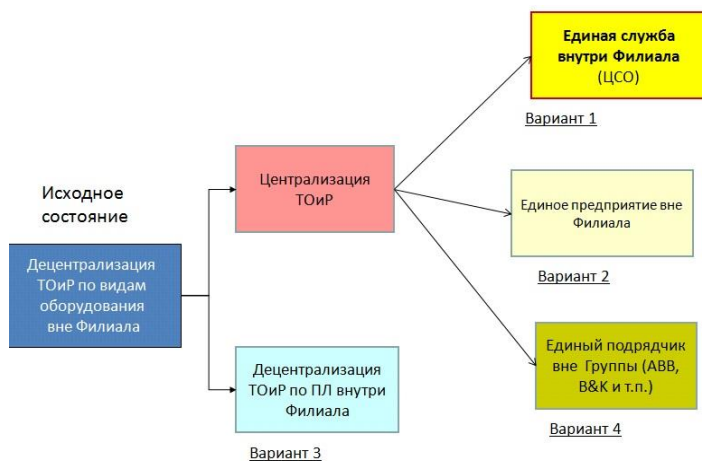 Единая служба
внутри Филиала
(ЦСО)
Вариант 1
Централизация
ТОиР
Исходное
состояние
Единое предприятие вне
Филиала
Вариант 2
Децентрализация
ТОиР по видам
оборудования
вне Филиала
Единый подрядчик
вне Группы (АВВ,
В&К и т.п.)
Вариант 4
Децентрализация
ТОиР по ПЛ внутри
Филиала
Вариант 3